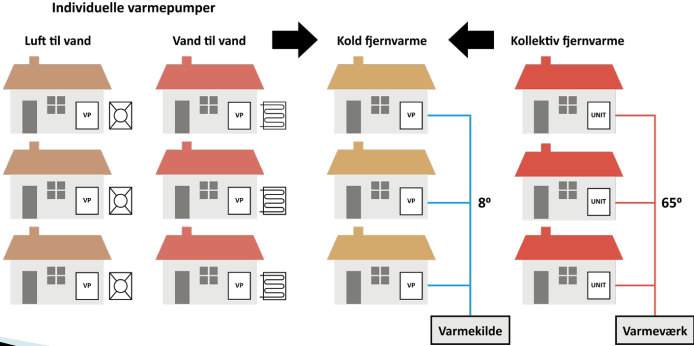 Individuelle varmepumper
Luft til vand
Vand til vand
Kold fjernvarme
Kollektiv fjernvarme
VP
VP
VP
UNIT
VP
VP
VP
UNIT
8º
65º
VP
VP
VP
UNIT
Varmekilde
Varmeværk